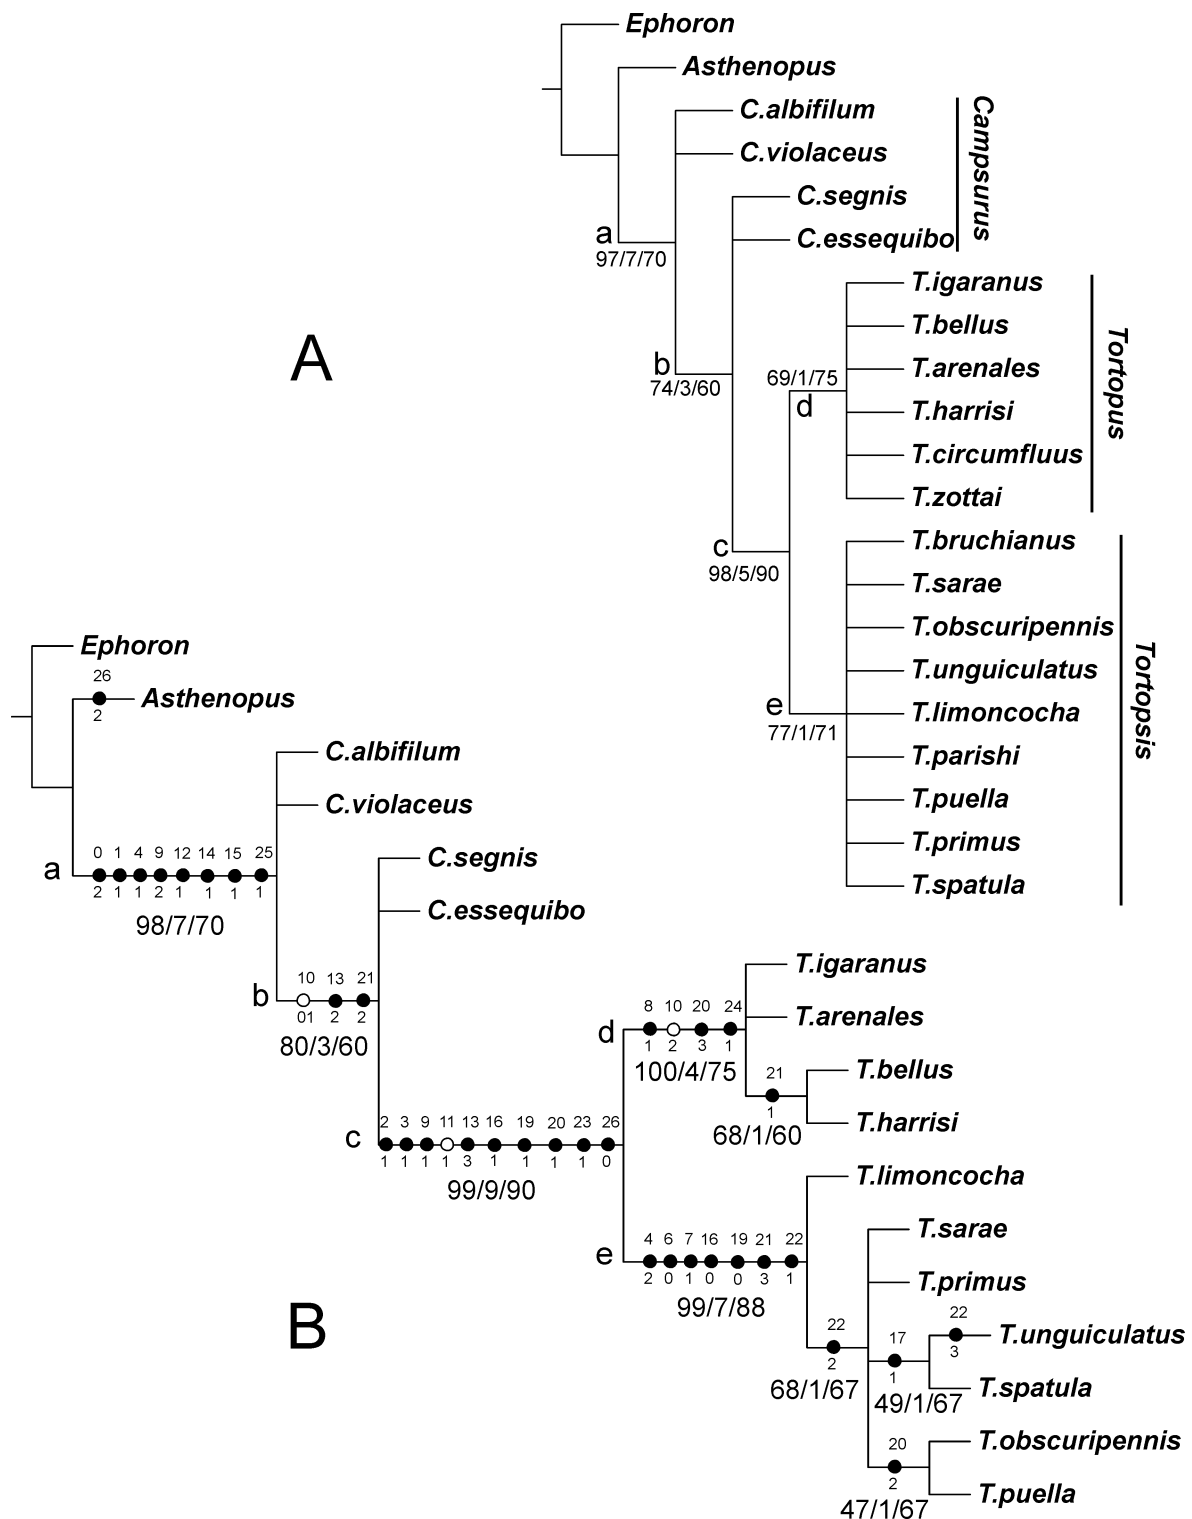 Ephoron
Asthenopus
C.albifilum
C.violaceus
C.segnis
C.essequibo
Campsurus
a
97/7/70
T.igaranus
T.bellus
T.arenales
T.harrisi
T.circumfluus
T.zottai
Tortopus
A
b
74/3/60
69/1/75
d
c
98/5/90
T.bruchianus
T.sarae
T.obscuripennis
T.unguiculatus
T.limoncocha
T.parishi
T.puella
T.primus
T.spatula
Tortopsis
e
77/1/71
Ephoron
26
2
Asthenopus
C.albifilum
C.violaceus
a
0 1 4 9 12 14 15 25
2 1 1 2 1 1 1 1
98/7/70
C.segnis
C.essequibo
b
10 13 21
01 2 2
80/3/60
T.igaranus
T.arenales
d
8 10 20 24
1 2 3 1
100/4/75
21
1
68/1/60
T.bellus
T.harrisi
c
2 3 9 11 13 16 19 20 23 26
1 1 1 1 3 1 1 1 1 0
99/9/90
T.limoncocha
e
4 6 7 16 19 21 22
2 0 1 0 0 3 1
99/7/88
B
T.sarae
T.primus
22
2
68/1/67
17
1
49/1/67
22
3
T.unguiculatus
T.spatula
20
2
47/1/67
T.obscuripennis
T.puella